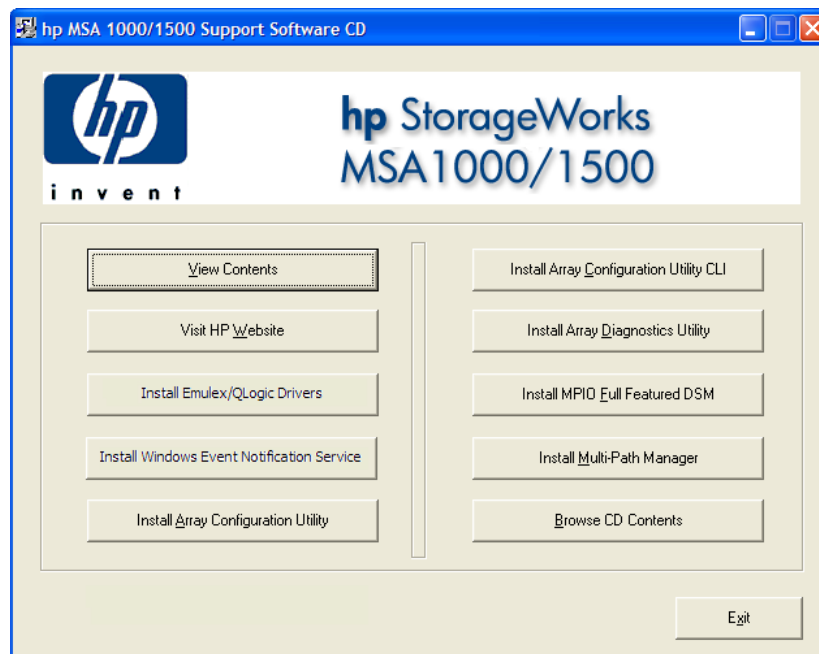 hp MSA 1000/1500 Support Software CD
hp
invent
hp StorageWorks
MSA1000/1500
View Contents
Visit HP Website
Install Emulex/QLogic Drivers
Install Windows Event Notification Service
Install Array Configuration Utility
Install Array Configuration Utility CLI
Install Array Diagnostics Utility
Install MPIO Full Featured DSM
Install Multi-Path Manager
Browse CD Contents
Exit